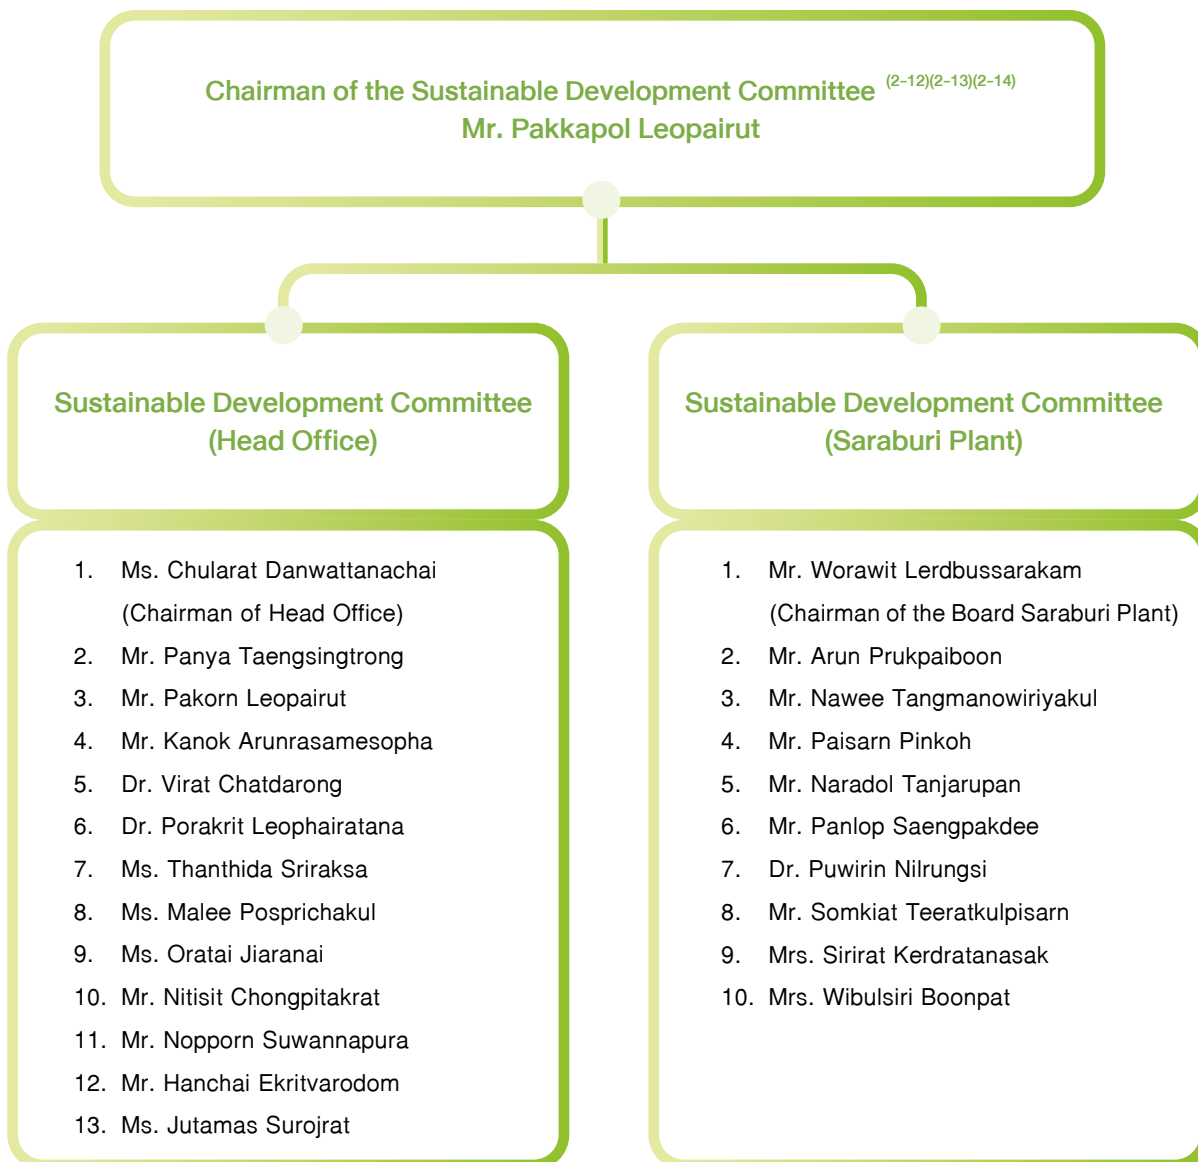 Chairman of the Sustainable Development Committee (2-12)(2-13)(2-14)
Mr. Pakkapol Leopairut
Sustainable Development Committee
(Head Office)
1. Ms. Chularat Danwattanachai
(Chairman of Head Office)
2. Mr. Panya Taengsingtrong
3. Mr. Pakorn Leopairut
4. Mr. Kanok Arunrasamesopha
5. Dr. Virat Chatdarong
6. Dr. Porakrit Leophairatana
7. Ms. Thanthida Sriraksa
8. Ms. Malee Posprichakul
9. Ms. Oratai Jiaranai
10. Mr. Nitisit Chongpitakrat
11. Mr. Nopporn Suwannapura
12. Mr. Hanchai Ekritvarodom
13. Ms. Jutamas Surojrat
Sustainable Development Committee
(Saraburi Plant)
1. Mr. Worawit Lerdbussarakam
(Chairman of the Board Saraburi Plant)
2. Mr. Arun Prukpaiboon
3. Mr. Nawee Tangmanowiriyakul
4. Mr. Paisarn Pinkoh
5. Mr. Naradol Tanjarupan
6. Mr. Panlop Saengpakdee
7. Dr. Puwirin Nilrungsi
8. Mr. Somkiat Teeratkulpisarn
9. Mrs. Sirirat Kerdratanasak
10. Mrs. Wibulsiri Boonpat